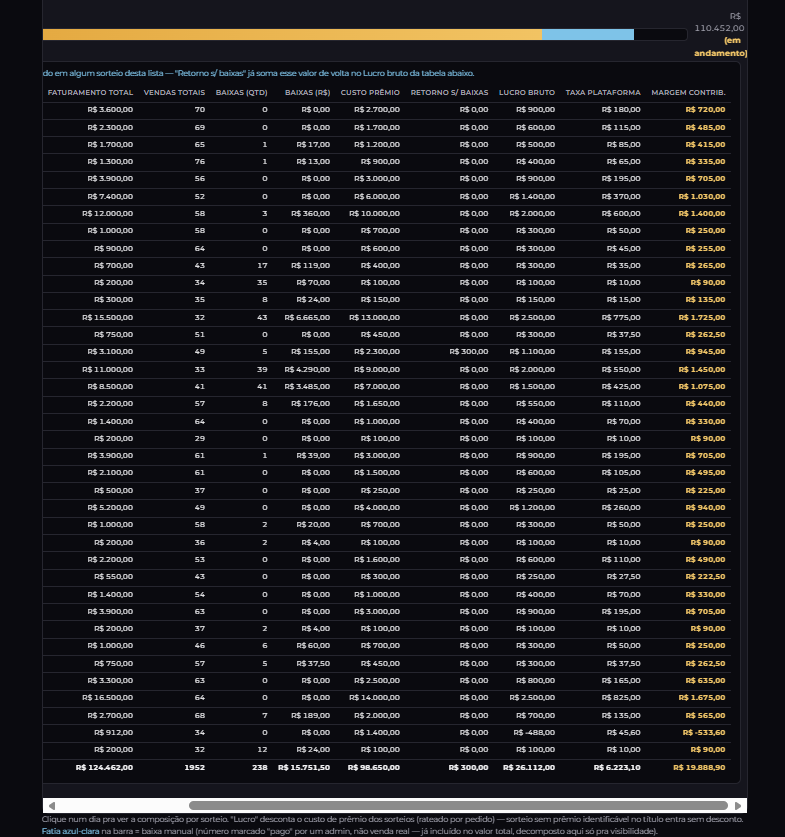 R$
110.452,00
(em
andamento)
do em algum sorteio desta lista — "Retorno s/ baixas" já soma esse valor de volta no Lucro bruto da tabela abaixo.
FATURAMENTO TOTAL VENDAS TOTAIS BAIXAS (QTD) BAIXAS (R$) CUSTO PRÊMIO RETORNO S/ BAIXAS LUCRO BRUTO TAXA PLATAFORMA MARGEM CONTRIB.
R$ 3.600,00 70 0 R$ 0,00 R$ 2.700,00 R$ 0,00 R$ 900,00 R$ 180,00 R$ 720,00
R$ 2.300,00 69 0 R$ 0,00 R$ 1.700,00 R$ 0,00 R$ 600,00 R$ 115,00 R$ 485,00
R$ 1.700,00 65 1 R$ 17,00 R$ 1.200,00 R$ 0,00 R$ 500,00 R$ 85,00 R$ 415,00
R$ 1.300,00 76 1 R$ 13,00 R$ 900,00 R$ 0,00 R$ 400,00 R$ 65,00 R$ 335,00
R$ 3.900,00 56 0 R$ 0,00 R$ 3.000,00 R$ 0,00 R$ 900,00 R$ 195,00 R$ 705,00
R$ 7.400,00 52 0 R$ 0,00 R$ 6.000,00 R$ 0,00 R$ 1.400,00 R$ 370,00 R$ 1.030,00
R$ 12.000,00 58 3 R$ 360,00 R$ 10.000,00 R$ 0,00 R$ 2.000,00 R$ 600,00 R$ 1.400,00
R$ 1.000,00 58 0 R$ 0,00 R$ 700,00 R$ 0,00 R$ 300,00 R$ 50,00 R$ 250,00
R$ 900,00 64 0 R$ 0,00 R$ 600,00 R$ 0,00 R$ 300,00 R$ 45,00 R$ 255,00
R$ 700,00 43 17 R$ 119,00 R$ 400,00 R$ 0,00 R$ 300,00 R$ 35,00 R$ 265,00
R$ 200,00 34 35 R$ 70,00 R$ 100,00 R$ 0,00 R$ 100,00 R$ 10,00 R$ 90,00
R$ 300,00 35 8 R$ 24,00 R$ 150,00 R$ 0,00 R$ 150,00 R$ 15,00 R$ 135,00
R$ 15.500,00 32 43 R$ 6.665,00 R$ 13.000,00 R$ 0,00 R$ 2.500,00 R$ 775,00 R$ 1.725,00
R$ 750,00 51 0 R$ 0,00 R$ 450,00 R$ 0,00 R$ 300,00 R$ 37,50 R$ 262,50
R$ 3.100,00 49 5 R$ 155,00 R$ 2.300,00 R$ 300,00 R$ 1.100,00 R$ 155,00 R$ 945,00
R$ 11.000,00 33 39 R$ 4.290,00 R$ 9.000,00 R$ 0,00 R$ 2.000,00 R$ 550,00 R$ 1.450,00
R$ 8.500,00 41 41 R$ 3.485,00 R$ 7.000,00 R$ 0,00 R$ 1.500,00 R$ 425,00 R$ 1.075,00
R$ 2.200,00 57 8 R$ 176,00 R$ 1.650,00 R$ 0,00 R$ 550,00 R$ 110,00 R$ 440,00
R$ 1.400,00 64 0 R$ 0,00 R$ 1.000,00 R$ 0,00 R$ 400,00 R$ 70,00 R$ 330,00
R$ 200,00 29 0 R$ 0,00 R$ 100,00 R$ 0,00 R$ 100,00 R$ 10,00 R$ 90,00
R$ 3.900,00 61 1 R$ 39,00 R$ 3.000,00 R$ 0,00 R$ 900,00 R$ 195,00 R$ 705,00
R$ 2.100,00 61 0 R$ 0,00 R$ 1.500,00 R$ 0,00 R$ 600,00 R$ 105,00 R$ 495,00
R$ 500,00 37 0 R$ 0,00 R$ 250,00 R$ 0,00 R$ 250,00 R$ 25,00 R$ 225,00
R$ 5.200,00 49 0 R$ 0,00 R$ 4.000,00 R$ 0,00 R$ 1.200,00 R$ 260,00 R$ 940,00
R$ 1.000,00 58 2 R$ 20,00 R$ 700,00 R$ 0,00 R$ 300,00 R$ 50,00 R$ 250,00
R$ 200,00 36 2 R$ 4,00 R$ 100,00 R$ 0,00 R$ 100,00 R$ 10,00 R$ 90,00
R$ 2.200,00 53 0 R$ 0,00 R$ 1.600,00 R$ 0,00 R$ 600,00 R$ 110,00 R$ 490,00
R$ 550,00 43 0 R$ 0,00 R$ 300,00 R$ 0,00 R$ 250,00 R$ 27,50 R$ 222,50
R$ 1.400,00 54 0 R$ 0,00 R$ 1.000,00 R$ 0,00 R$ 400,00 R$ 70,00 R$ 330,00
R$ 3.900,00 63 0 R$ 0,00 R$ 3.000,00 R$ 0,00 R$ 900,00 R$ 195,00 R$ 705,00
R$ 200,00 37 2 R$ 4,00 R$ 100,00 R$ 0,00 R$ 100,00 R$ 10,00 R$ 90,00
R$ 1.000,00 46 6 R$ 60,00 R$ 700,00 R$ 0,00 R$ 300,00 R$ 50,00 R$ 250,00
R$ 750,00 57 5 R$ 37,50 R$ 450,00 R$ 0,00 R$ 300,00 R$ 37,50 R$ 262,50
R$ 3.300,00 63 0 R$ 0,00 R$ 2.500,00 R$ 0,00 R$ 800,00 R$ 165,00 R$ 635,00
R$ 16.500,00 64 0 R$ 0,00 R$ 14.000,00 R$ 0,00 R$ 2.500,00 R$ 825,00 R$ 1.675,00
R$ 2.700,00 68 7 R$ 189,00 R$ 2.000,00 R$ 0,00 R$ 700,00 R$ 135,00 R$ 565,00
R$ 912,00 34 0 R$ 0,00 R$ 1.400,00 R$ 0,00 R$ -488,00 R$ 45,60 R$ -533,60
R$ 200,00 32 12 R$ 24,00 R$ 100,00 R$ 0,00 R$ 100,00 R$ 10,00 R$ 90,00
R$ 124.462,00 1952 238 R$ 15.751,50 R$ 98.650,00 R$ 300,00 R$ 26.112,00 R$ 6.223,10 R$ 19.888,90
Clique num dia pra ver a composição por sorteio. "Lucro" desconta o custo de prêmio dos sorteios (rateado por pedido) — sorteio sem prêmio identificável no título entra sem desconto.
Fatia azul-clara na barra = baixa manual (número marcado "pago" por um admin, não venda real — já incluído no valor total, decomposto aqui só pra visibilidade).